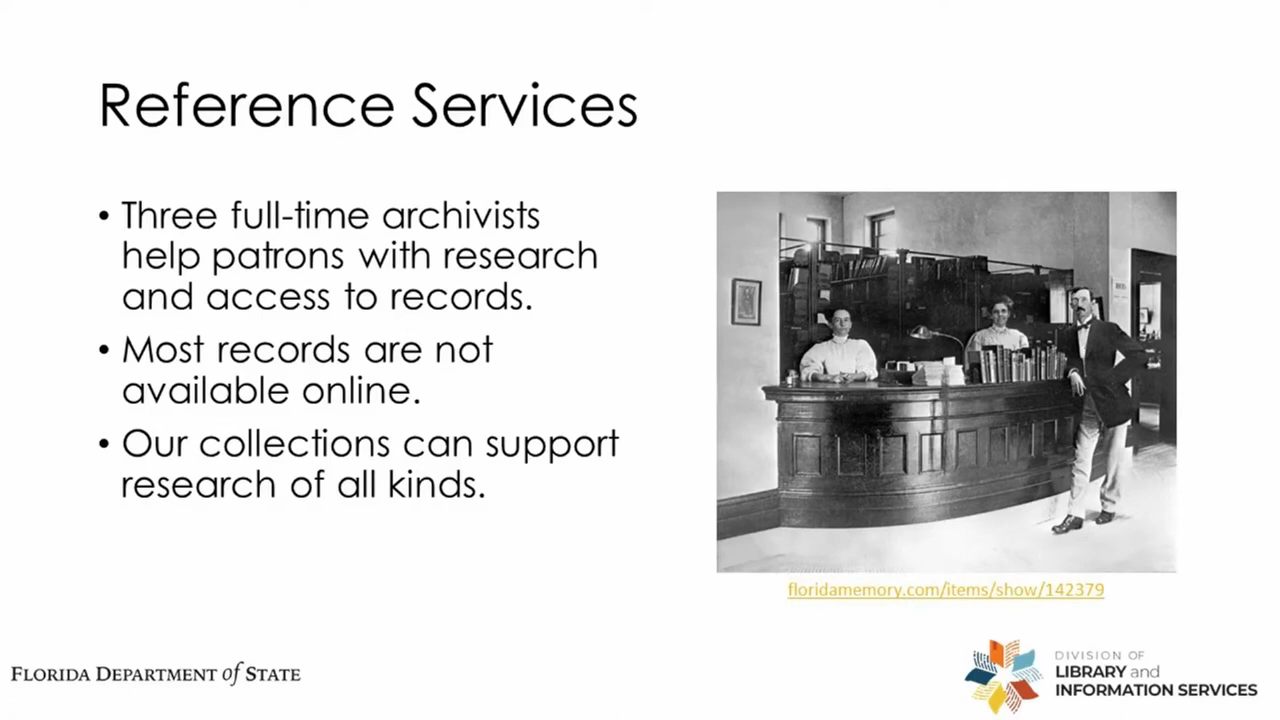 Reference Services
• Three full-time archivists
help patrons with research
and access to records.
• Most records are not
available online.
• Our collections can support
research of all kinds.
floridamemory.com/items/show/142379
FLORIDA DEPARTMENT of STATE
DIVISION OF
LIBRARY and
INFORMATION SERVICES